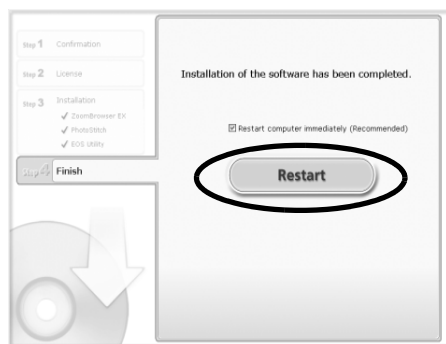 Step 1 Confirmation
Step 2 License
Step 3 Installation
✓ ZoomBrowser EX
✓ PhotoStitch
✓ EOS Utility
Step 4 Finish
Installation of the software has been completed.
Restart computer immediately (Recommended)
Restart